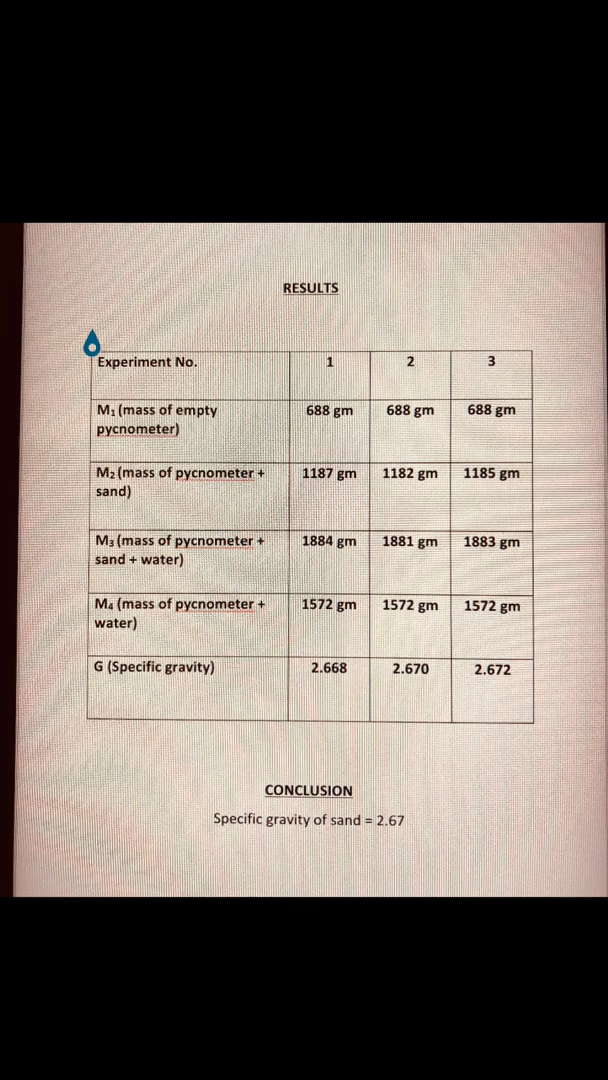 RESULTS
Experiment No. 1 2 3
M₁ (mass of empty 688 gm 688 gm 688 gm
pycnometer)
M₂ (mass of pycnometer + 1187 gm 1182 gm 1185 gm
sand)
M₃ (mass of pycnometer + 1884 gm 1881 gm 1883 gm
sand + water)
M₄ (mass of pycnometer + 1572 gm 1572 gm 1572 gm
water)
G (Specific gravity) 2.668 2.670 2.672
CONCLUSION
Specific gravity of sand = 2.67